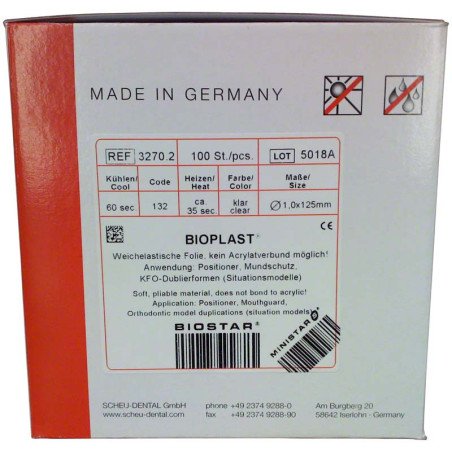 MADE IN GERMANY
REF 3270.2 100 St./pcs. LOT 5018A
Kühlen/ Cool Code Heizen/ Heat Farbe/ Color Maße/ Size
60 sec. 132 ca. 35 sec. klar clear Ø 1,0x125mm
BIOPLAST®
Weichelastische Folie, kein Acrylatverbund möglich!
Anwendung: Positioner, Mundschutz,
KFO-Dublierformen (Situationsmodelle)
Soft, pliable material, does not bond to acrylic!
Application: Positioner, Mouthguard,
Orthodontic model duplications (situation models)
BIOSTAR®
MINISTAR®
SCHEU-DENTAL GmbH phone +49 2374 9288-0 Am Burgberg 20
www.scheu-dental.com fax +49 2374 9288-90 58642 Iserlohn - Germany